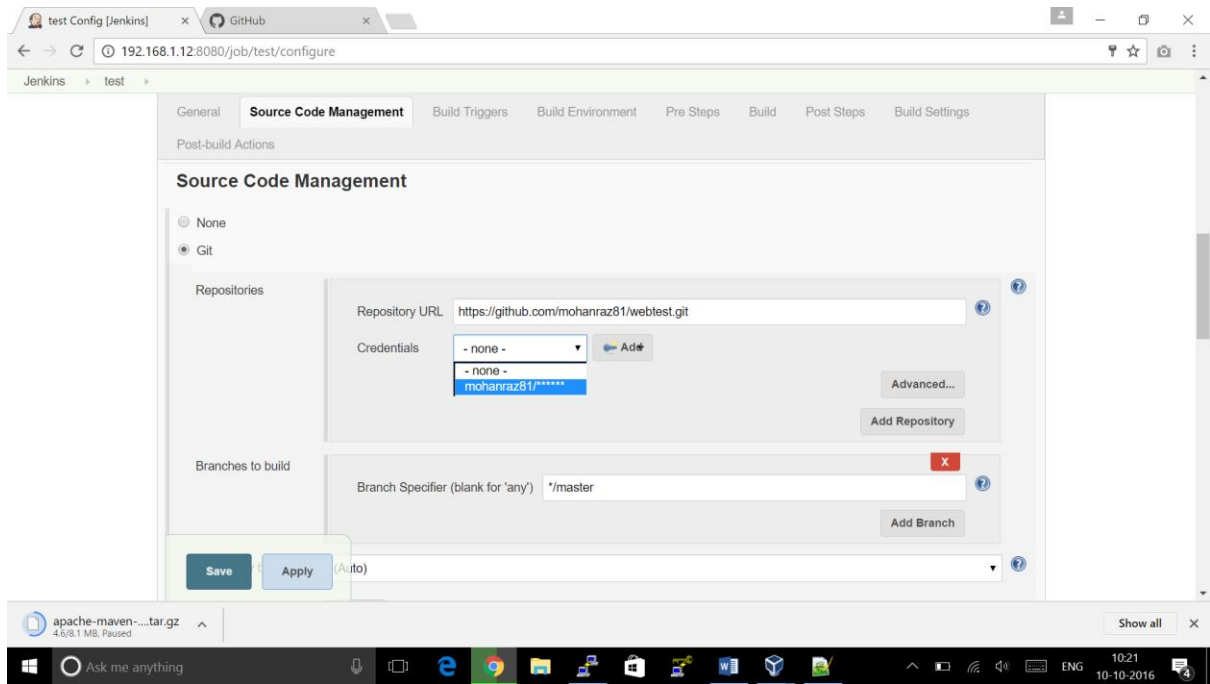 test Config [Jenkins]
GitHub
192.168.1.12:8080/job/test/configure
Jenkins test
General Source Code Management Build Triggers Build Environment Pre Steps Build Post Steps Build Settings
Post-build Actions
Source Code Management
None
Git
Repositories
Repository URL https://github.com/mohanraz81/webtest.git
Credentials - none - Add
- none -
mohanraz81/******
Advanced...
Add Repository
Branches to build
X
Branch Specifier (blank for 'any') */master
Add Branch
Save Apply (Auto)
apache-maven-....tar.gz
4.6/8.1 MB, Paused
Show all
Ask me anything
ENG
10:21
10-10-2016
4